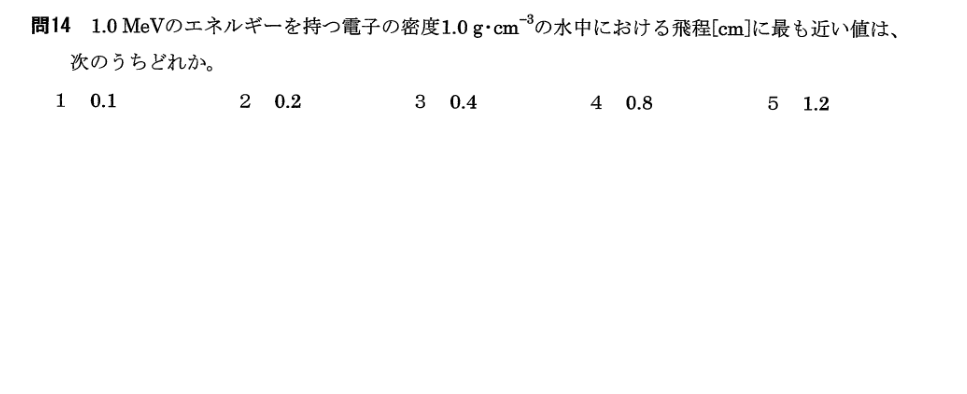 問14 1.0 MeVのエネルギーを持つ電子の密度1.0 g·cm⁻³の水中における飛程[cm]に最も近い値は、
次のうちどれか。
1 0.1 2 0.2 3 0.4 4 0.8 5 1.2